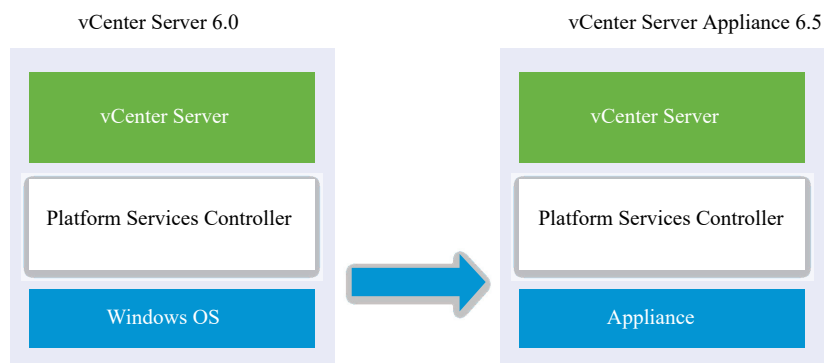 vCenter Server 6.0
vCenter Server
Platform Services Controller
Windows OS
vCenter Server Appliance 6.5
vCenter Server
Platform Services Controller
Appliance